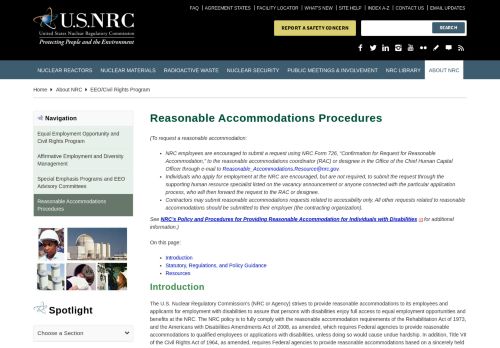 FAQ | AGREEMENT STATES | FACILITY LOCATOR | WHAT'S NEW | SITE HELP | INDEX A-Z | CONTACT US | EMAIL UPDATES
U.S.NRC
United States Nuclear Regulatory Commission
Protecting People and the Environment
REPORT A SAFETY CONCERN
SEARCH
NUCLEAR REACTORS NUCLEAR MATERIALS RADIOACTIVE WASTE NUCLEAR SECURITY PUBLIC MEETINGS & INVOLVEMENT NRC LIBRARY ABOUT NRC
Home » About NRC » EEO/Civil Rights Program
Navigation
Equal Employment Opportunity and
Civil Rights Program
Affirmative Employment and Diversity
Management
Special Emphasis Programs and EEO
Advisory Committees
Reasonable Accommodations
Procedures
Spotlight
Choose a Section
Reasonable Accommodations Procedures
(To request a reasonable accommodation:
• NRC employees are encouraged to submit a request using NRC Form 726, "Confirmation for Request for Reasonable
Accommodation," to the reasonable accommodations coordinator (RAC) or designee in the Office of the Chief Human Capital
Officer through e-mail to Reasonable_Accommodations.Resource@nrc.gov
• Individuals who apply for employment at the NRC are encouraged, but are not required, to submit the request through the
supporting human resource specialist listed on the vacancy announcement or anyone connected with the particular application
process, who will then forward the request to the RAC or designee.
• Contractors may submit reasonable accommodations requests related to accessibility only. All other requests related to reasonable
accommodations should be submitted to their employer (the contracting organization).
See NRC's Policy and Procedures for Providing Reasonable Accommodation for Individuals with Disabilities for additional
information.)
On this page:
• Introduction
• Statutory, Regulations, and Policy Guidance
• Resources
Introduction
The U.S. Nuclear Regulatory Commission's (NRC or Agency) strives to provide reasonable accommodations to its employees and
applicants for employment with disabilities to assure that persons with disabilities enjoy full access to equal employment opportunities and
benefits at the NRC. The NRC policy is to fully comply with the reasonable accommodation requirements of the Rehabilitation Act of 1973,
and the Americans with Disabilities Amendments Act of 2008, as amended, which requires Federal agencies to provide reasonable
accommodations to qualified employees or applicants with disabilities, unless doing so would cause undue hardship. In addition, Title VII
of the Civil Rights Act of 1964, as amended, requires Federal agencies to provide reasonable accommodations based on a sincerely held